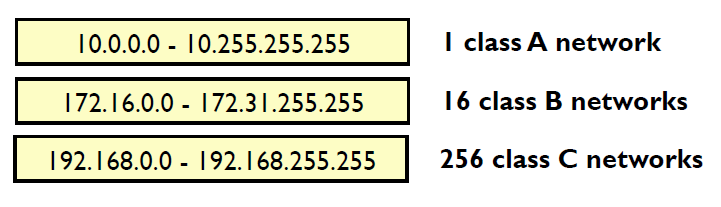 10.0.0.0 - 10.255.255.255 1 class A network
172.16.0.0 - 172.31.255.255 16 class B networks
192.168.0.0 - 192.168.255.255 256 class C networks